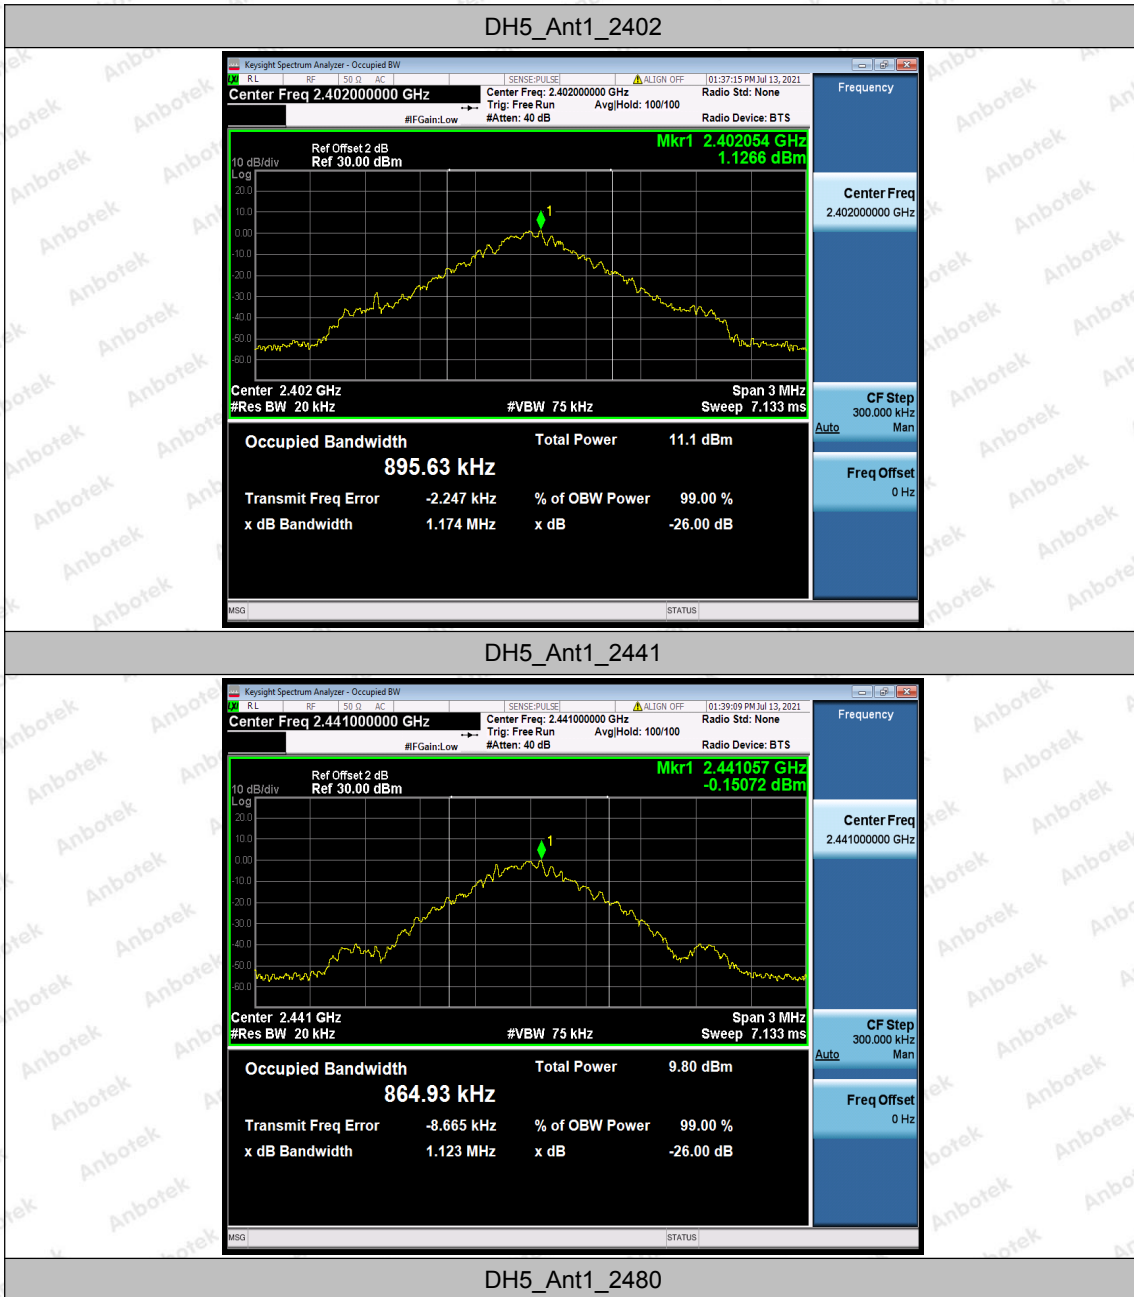 DH5_Ant1_2402
Keysight Spectrum Analyzer - Occupied BW
RL RF 50 Ω AC SENSE:PULSE ALIGN OFF 01:37:15 PM Jul 13, 2021
Center Freq 2.402000000 GHz
Center Freq: 2.402000000 GHz Radio Std: None
Trig: Free Run Avg|Hold: 100/100
#IFGain:Low #Atten: 40 dB Radio Device: BTS
Mkr1 2.402054 GHz
1.1266 dBm
Ref Offset 2 dB
10 dB/div Ref 30.00 dBm
Log
20.0
10.0
0.00
-10.0
-20.0
-30.0
-40.0
-50.0
-60.0
1
Center 2.402 GHz Span 3 MHz
#Res BW 20 kHz #VBW 75 kHz Sweep 7.133 ms
Occupied Bandwidth Total Power 11.1 dBm
895.63 kHz
Transmit Freq Error -2.247 kHz % of OBW Power 99.00 %
x dB Bandwidth 1.174 MHz x dB -26.00 dB
MSG STATUS
Frequency
Center Freq
2.402000000 GHz
CF Step
300.000 kHz
Auto Man
Freq Offset
0 Hz
DH5_Ant1_2441
Keysight Spectrum Analyzer - Occupied BW
RL RF 50 Ω AC SENSE:PULSE ALIGN OFF 01:39:09 PM Jul 13, 2021
Center Freq 2.441000000 GHz
Center Freq: 2.441000000 GHz Radio Std: None
Trig: Free Run Avg|Hold: 100/100
#IFGain:Low #Atten: 40 dB Radio Device: BTS
Mkr1 2.441057 GHz
-0.15072 dBm
Ref Offset 2 dB
10 dB/div Ref 30.00 dBm
Log
20.0
10.0
0.00
-10.0
-20.0
-30.0
-40.0
-50.0
-60.0
1
Center 2.441 GHz Span 3 MHz
#Res BW 20 kHz #VBW 75 kHz Sweep 7.133 ms
Occupied Bandwidth Total Power 9.80 dBm
864.93 kHz
Transmit Freq Error -8.665 kHz % of OBW Power 99.00 %
x dB Bandwidth 1.123 MHz x dB -26.00 dB
MSG STATUS
Frequency
Center Freq
2.441000000 GHz
CF Step
300.000 kHz
Auto Man
Freq Offset
0 Hz
DH5_Ant1_2480